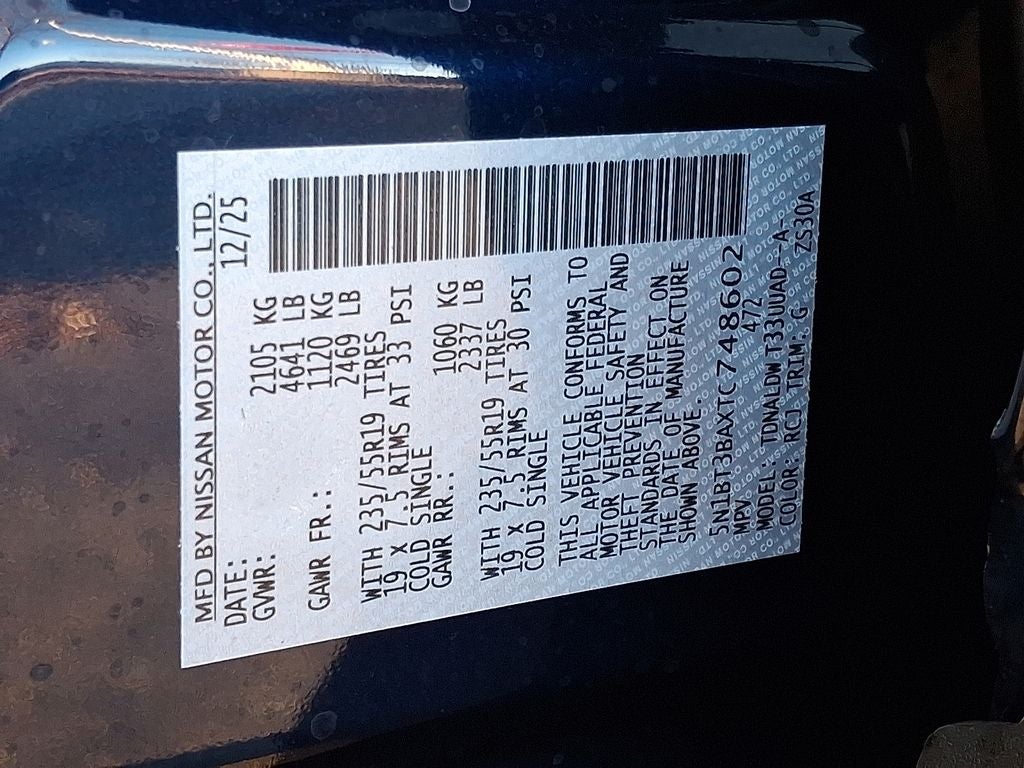 MFD BY NISSAN MOTOR CO., LTD.
DATE: 12/25
GVWR: 2105 KG
4641 LB
GAWR FR.: 1120 KG
2469 LB
WITH 235/55R19 TIRES
19 X 7.5 RIMS AT 33 PSI
COLD SINGLE
GAWR RR.: 1060 KG
2337 LB
WITH 235/55R19 TIRES
19 X 7.5 RIMS AT 30 PSI
COLD SINGLE
THIS VEHICLE CONFORMS TO
ALL APPLICABLE FEDERAL
MOTOR VEHICLE SAFETY AND
THEFT PREVENTION
STANDARDS IN EFFECT ON
THE DATE OF MANUFACTURE
SHOWN ABOVE
5N1BT3BAXTC748602
MPV 472
MODEL: TDNALDWT33UUAD--A
COLOR: RCJ TRIM: G ZS30A